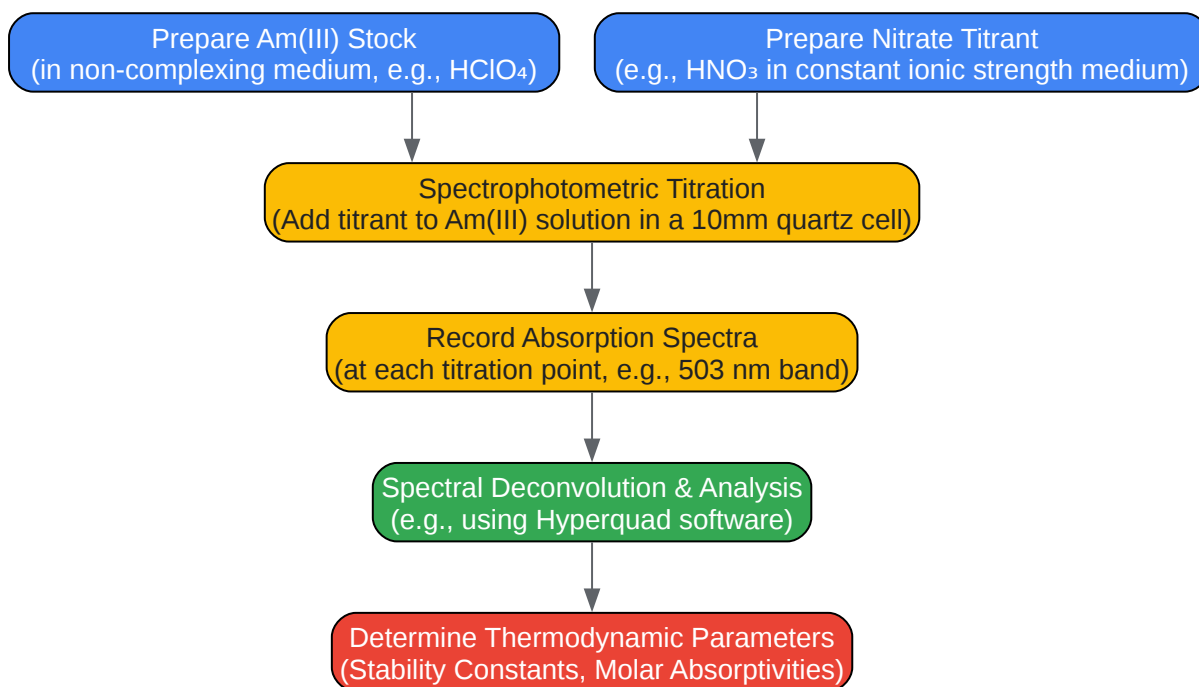 Prepare Am(III) Stock
(in non-complexing medium, e.g., HClO₄)
Prepare Nitrate Titrant
(e.g., HNO₃ in constant ionic strength medium)
Spectrophotometric Titration
(Add titrant to Am(III) solution in a 10mm quartz cell)
Record Absorption Spectra
(at each titration point, e.g., 503 nm band)
Spectral Deconvolution & Analysis
(e.g., using Hyperquad software)
Determine Thermodynamic Parameters
(Stability Constants, Molar Absorptivities)